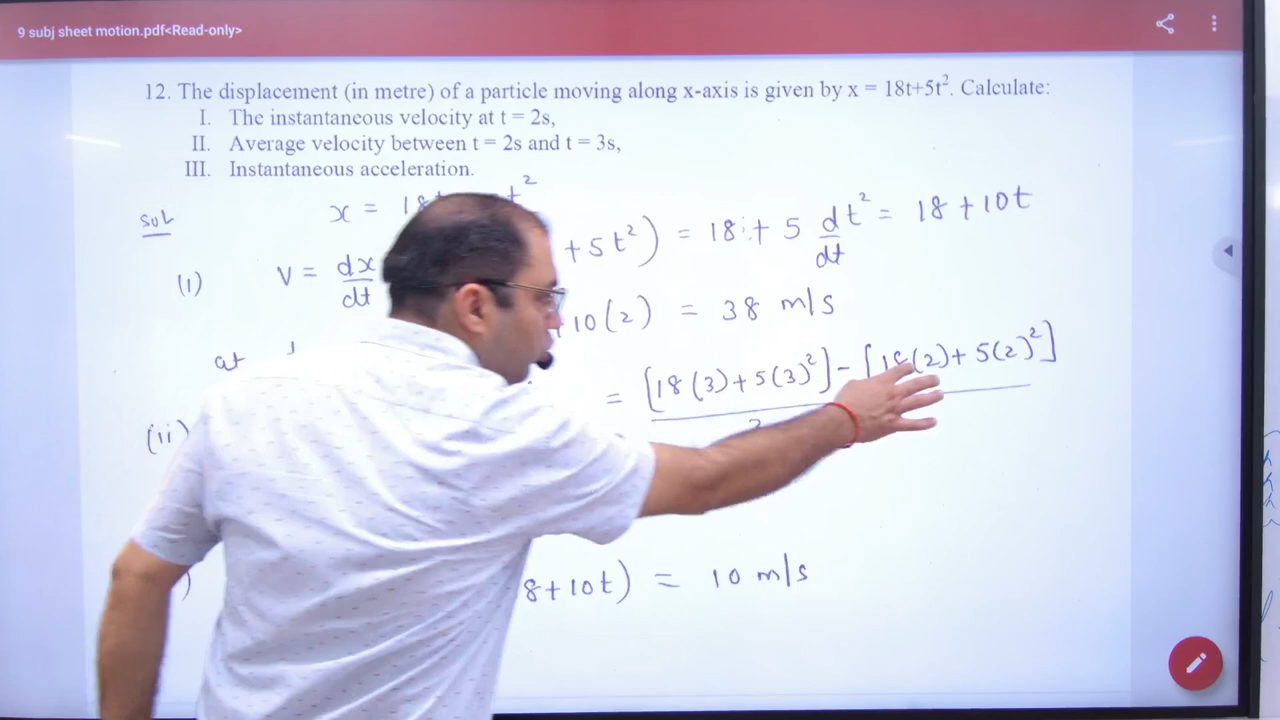 9 subj sheet motion.pdf<Read-only>
12. The displacement (in metre) of a particle moving along x-axis is given by x = 18t+5t². Calculate:
I. The instantaneous velocity at t = 2s,
II. Average velocity between t = 2s and t = 3s,
III. Instantaneous acceleration.
Sol x = 18t t²
(1) V = dx/dt +5t²) = 18 + 5 dt²/dt = 18 + 10t
at 10(2) = 38 m/s
(ii) = [18(3)+5(3)²] - [18(2)+5(2)²]
8+10t) = 10 m/s